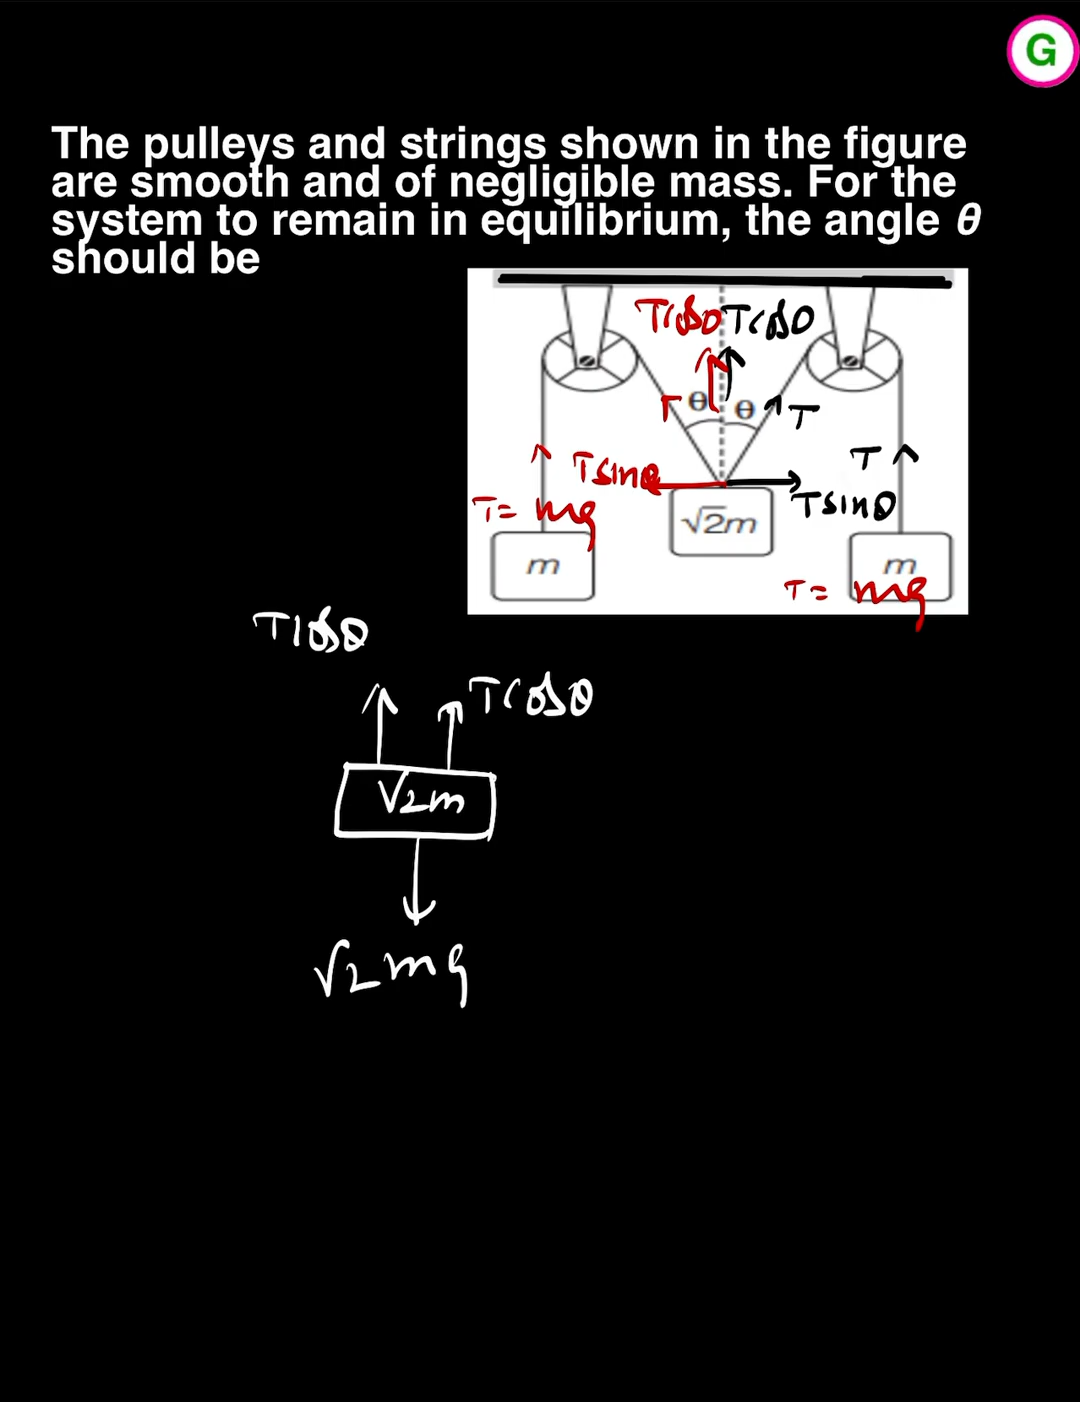 G
The pulleys and strings shown in the figure
are smooth and of negligible mass. For the
system to remain in equilibrium, the angle θ
should be
Tcosθ Tcosθ
θ θ
T T
T
Tsinθ
Tsinθ
T= mg
√2m
m
m
T= mg
Tcosθ
Tcosθ
√2m
√2mg